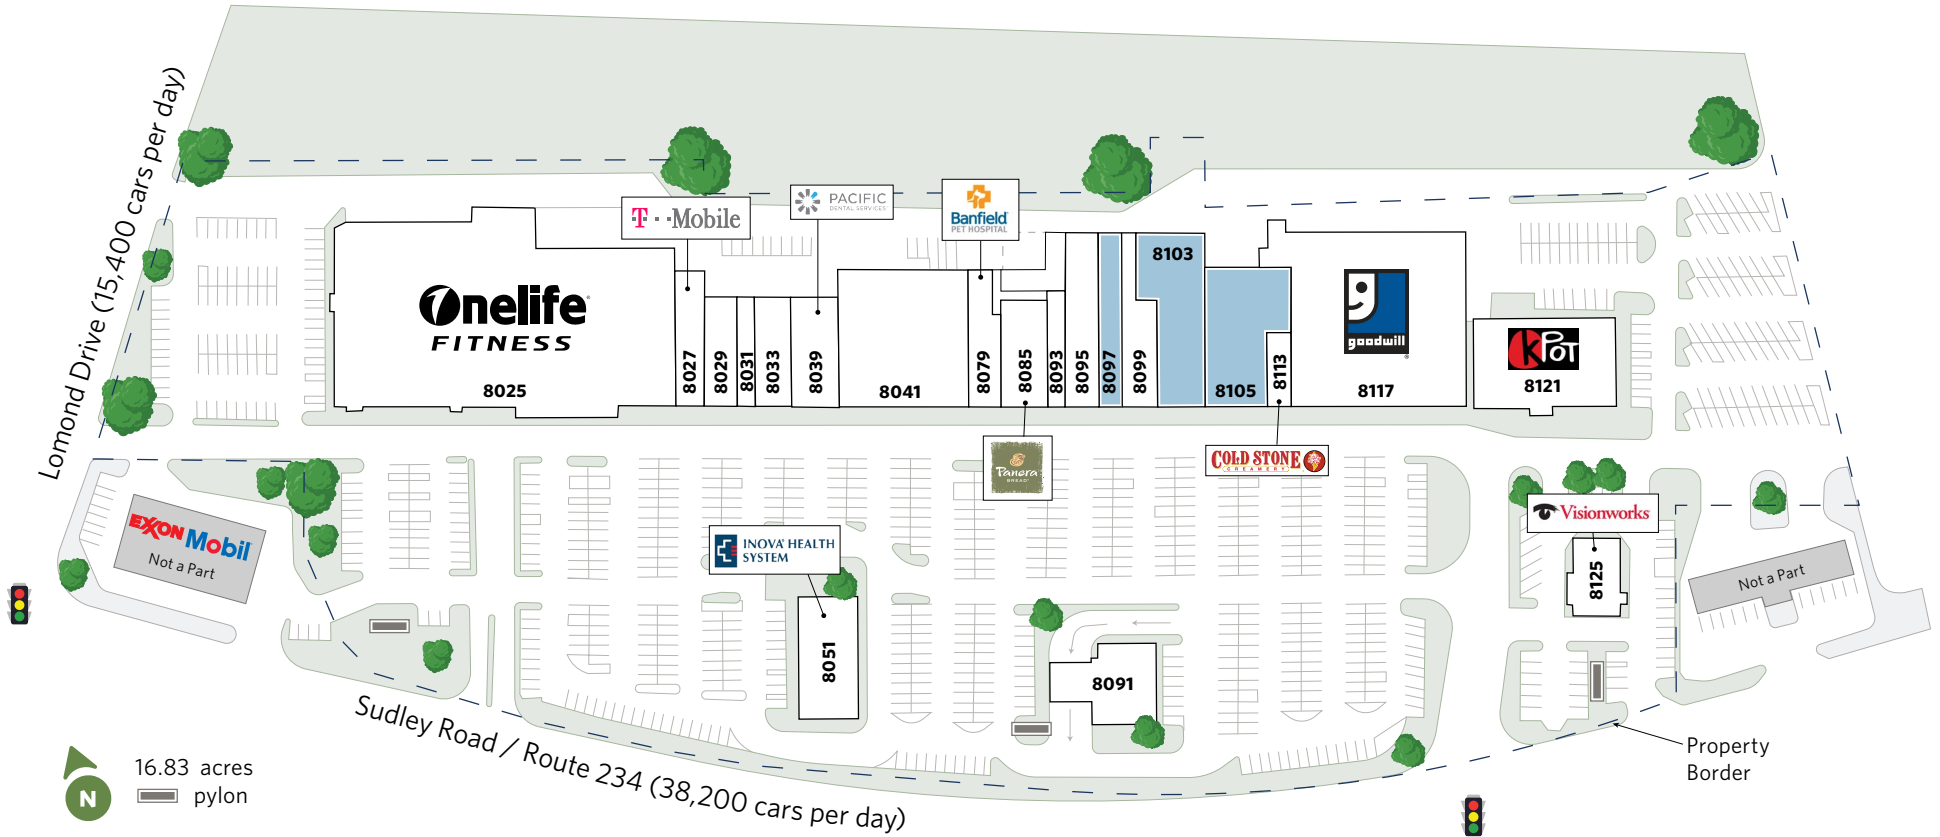 Lomond Drive (15,400 cars per day)
T··Mobile
PACIFIC
DENTAL SERVICES
Banfield
PET HOSPITAL
Onelife
FITNESS
8025
8027
8029
8031
8033
8039
8041
8079
8085
8093
8095
8097
8099
8103
8105
8113
goodwill
8117
KPOT
8121
Panera
BREAD
COLD STONE
CREAMERY
EXXON Mobil
Not a Part
INOVA HEALTH
SYSTEM
8051
8091
Visionworks
8125
Not a Part
Sudley Road / Route 234 (38,200 cars per day)
Property
Border
N
16.83 acres
pylon